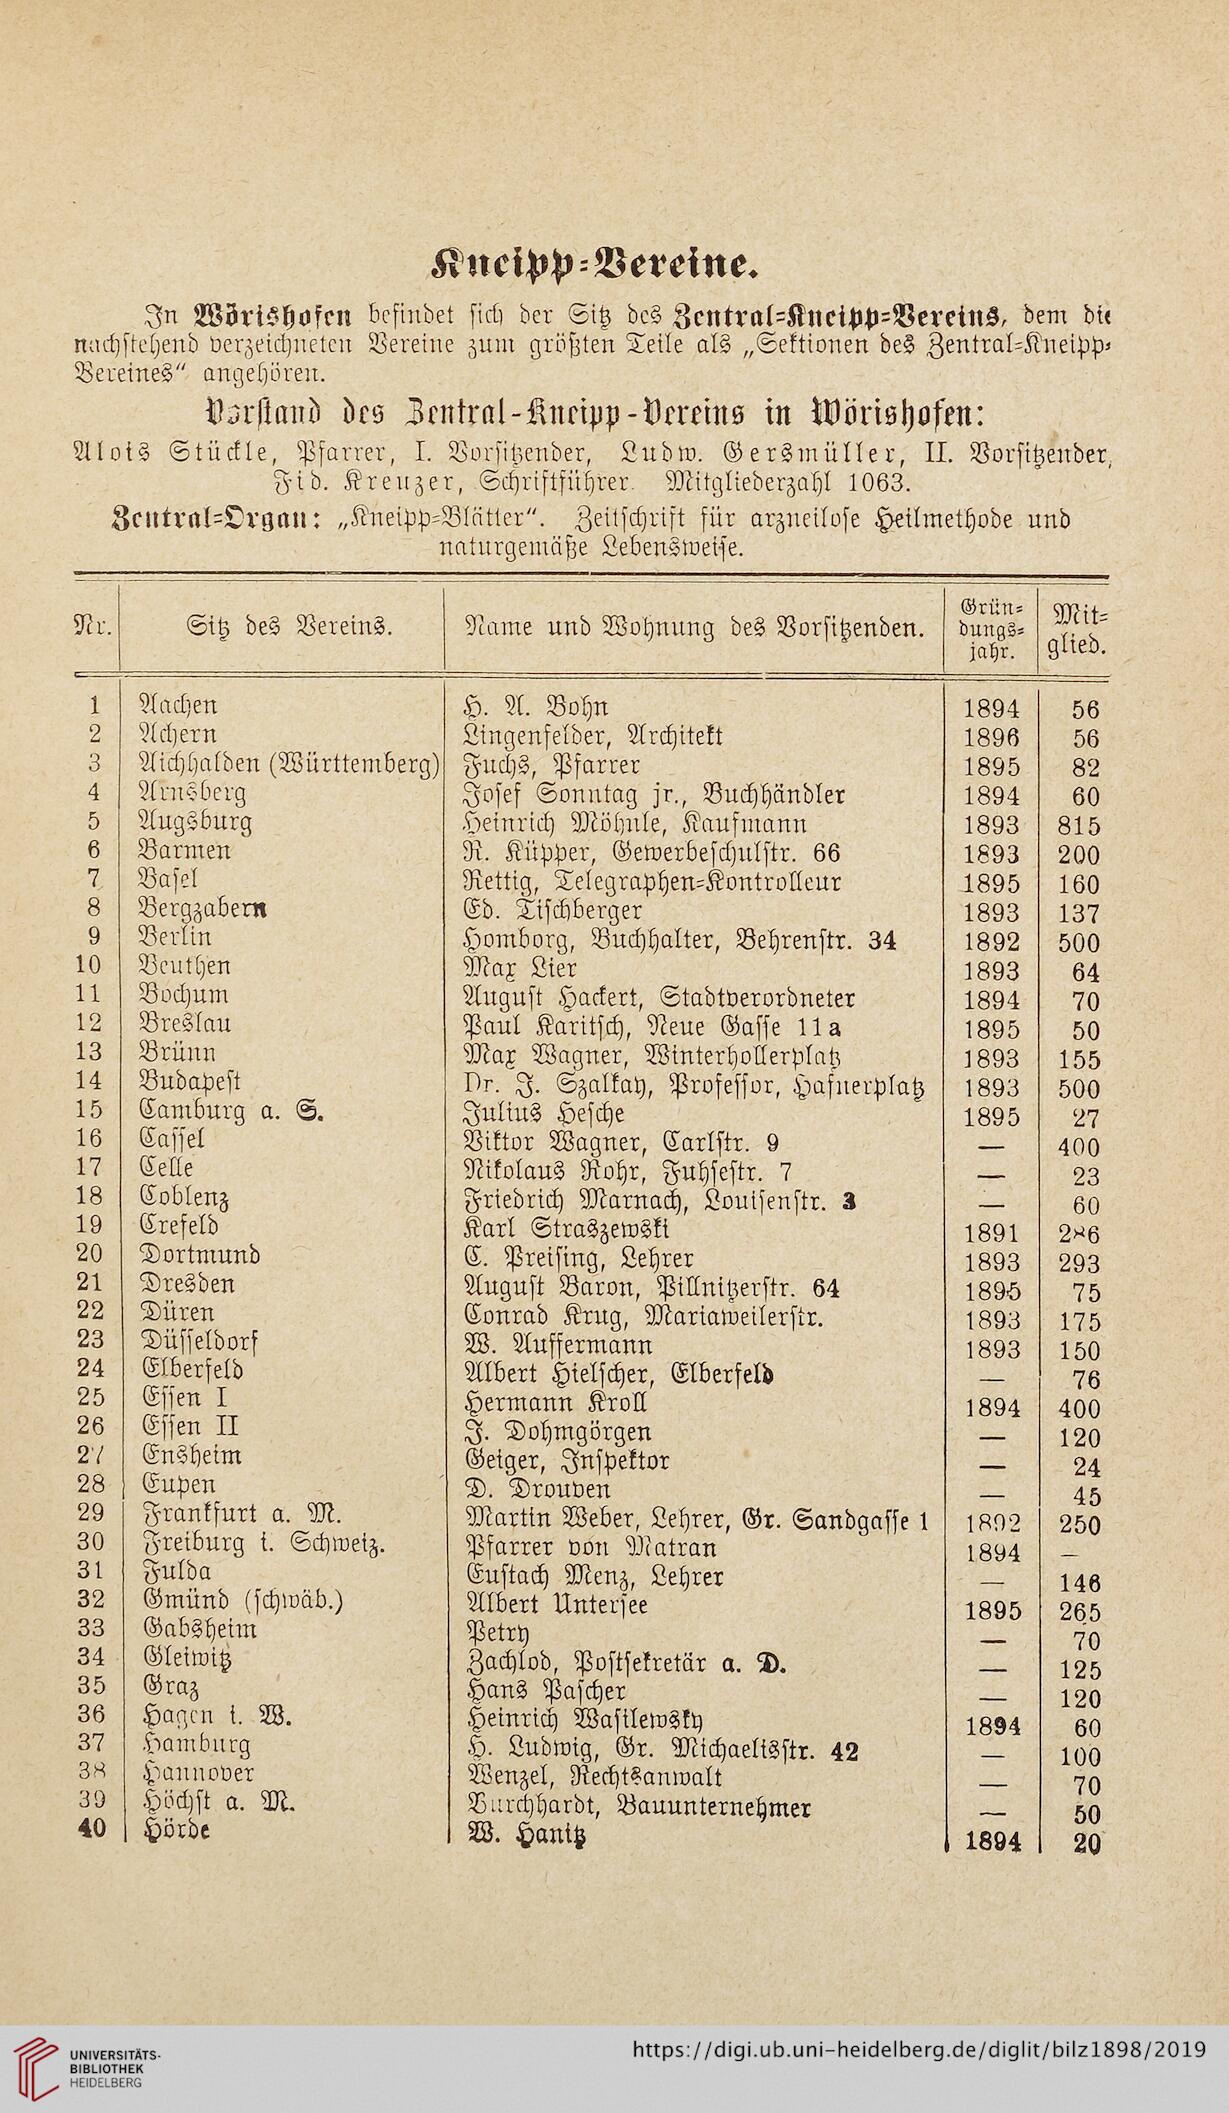 Kneipp-Vereine.
In Wörishofen befindet sich der Sitz des Zentral-Kneipp-Vereins, dem die
nachstehend verzeichneten Vereine zum größten Teile als „Sektionen des Zentral-Kneipp-
Vereines" angehören.
Vorstand des Zentral-Kneipp-Vereins in Wörishofen:
Alois Stückle, Pfarrer, I. Vorsitzender, Ludw. Gersmüller, II. Vorsitzender,
Fid. Kreuzer, Schriftführer. Mitgliederzahl 1063.
Zentral-Organ: „Kneipp-Blätter". Zeitschrift für arzneilose Heilmethode und
naturgemäße Lebensweise.
Nr. Sitz des Vereins. Name und Wohnung des Vorsitzenden. Gründungs-jahr. Mit-glied.
1 Aachen H. A. Bohn 1894 56
2 Achern Lingenfelder, Architekt 1896 56
3 Aichhalden (Württemberg) Fuchs, Pfarrer 1895 82
4 Arnsberg Josef Sonntag jr., Buchhändler 1894 60
5 Augsburg Heinrich Möhnle, Kaufmann 1893 815
6 Barmen R. Küpper, Gewerbeschulstr. 66 1893 200
7 Basel Rettig, Telegraphen-Kontrolleur 1895 160
8 Bergzabern Ed. Tischberger 1893 137
9 Berlin Homborg, Buchhalter, Behrenstr. 34 1892 500
10 Beuthen Max Lier 1893 64
11 Bochum August Hackert, Stadtverordneter 1894 70
12 Breslau Paul Karitsch, Neue Gasse 11a 1895 50
13 Brünn Max Wagner, Winterhollerplatz 1893 155
14 Budapest Dr. J. Szalkay, Professor, Hafnerplatz 1893 500
15 Camburg a. S. Julius Hesche 1895 27
16 Cassel Viktor Wagner, Carlstr. 9 — 400
17 Celle Nikolaus Rohr, Fuhsestr. 7 — 23
18 Coblenz Friedrich Marnach, Louisenstr. 3 — 60
19 Crefeld Karl Straszewski 1891 286
20 Dortmund C. Preising, Lehrer 1893 293
21 Dresden August Baron, Pillnitzerstr. 64 1895 75
22 Düren Conrad Krug, Mariaweilerstr. 1893 175
23 Düsseldorf W. Auffermann 1893 150
24 Elberfeld Albert Hielscher, Elberfeld — 76
25 Essen I Hermann Kroll 1894 400
26 Essen II J. Dohmgörgen — 120
27 Ensheim Geiger, Inspektor — 24
28 Eupen D. Drouven — 45
29 Frankfurt a. M. Martin Weber, Lehrer, Gr. Sandgasse 1 1892 250
30 Freiburg i. Schweiz. Pfarrer von Matran 1894 —
31 Fulda Eustach Menz, Lehrer — 146
32 Gmünd (schwäb.) Albert Untersee 1895 265
33 Gabsheim Petry — 70
34 Gleiwitz Zachlod, Postsekretär a. D. — 125
35 Graz Hans Pascher — 120
36 Hagen i. W. Heinrich Wasilewsky 1894 60
37 Hamburg H. Ludwig, Gr. Michaelisstr. 42 — 100
38 Hannover Wenzel, Rechtsanwalt — 70
39 Höchst a. M. Burchhardt, Bauunternehmer — 50
40 Hörde W. Hanitz 1894 20
UNIVERSITÄTS-
BIBLIOTHEK
HEIDELBERG
https://digi.ub.uni-heidelberg.de/diglit/bilz1898/2019